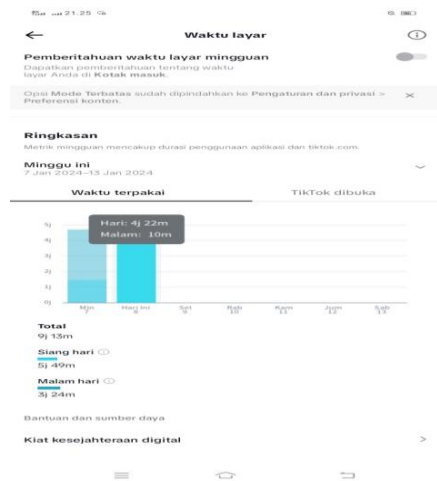 21.25
Waktu layar
Pemberitahuan waktu layar mingguan
Dapatkan pemberitahuan tentang waktu
layar Anda di Kotak masuk.
Opsi Mode Terbatas sudah dipindahkan ke Pengaturan dan privasi >
Preferensi konten.
Ringkasan
Metrik mingguan mencakup durasi penggunaan aplikasi dan tiktok.com.
Minggu ini
7 Jan 2024–13 Jan 2024
Waktu terpakai
TikTok dibuka
Hari: 4j 22m
Malam: 10m
5j
4j
3j
2j
1j
0j
Min Hari ini Sel Rab Kam Jum Sab
7 8 9 10 11 12 13
Total
9j 13m
Siang hari
5j 49m
Malam hari
3j 24m
Bantuan dan sumber daya
Kiat kesejahteraan digital